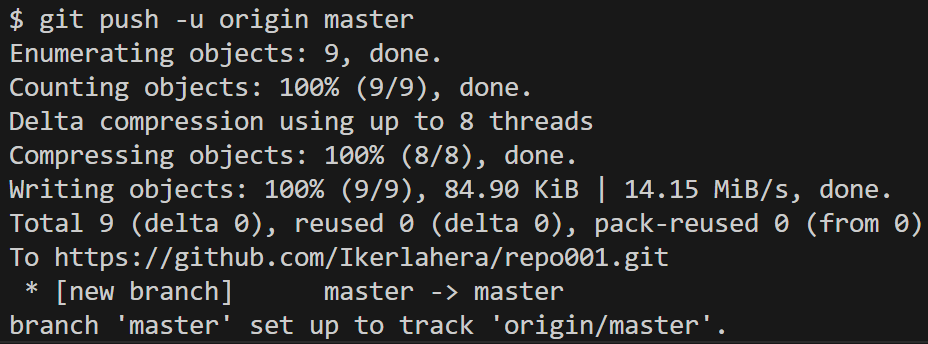 $ git push -u origin master
Enumerating objects: 9, done.
Counting objects: 100% (9/9), done.
Delta compression using up to 8 threads
Compressing objects: 100% (8/8), done.
Writing objects: 100% (9/9), 84.90 KiB | 14.15 MiB/s, done.
Total 9 (delta 0), reused 0 (delta 0), pack-reused 0 (from 0)
To https://github.com/Ikerlahera/repo001.git
 * [new branch]      master -> master
branch 'master' set up to track 'origin/master'.